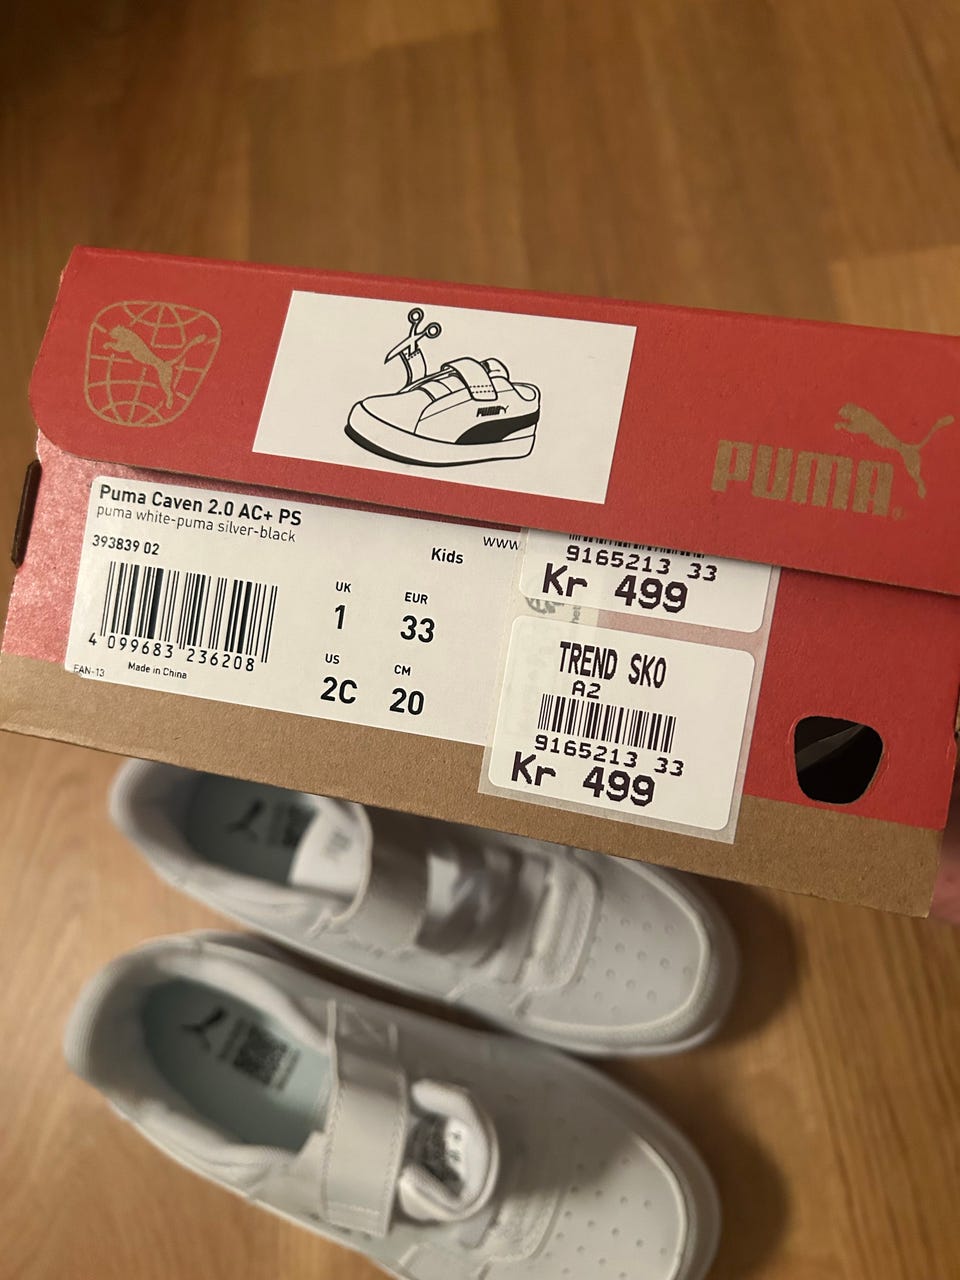 PUMA
PUMA
Puma Caven 2.0 AC+ PS
puma white-puma silver-black
393839 02
Kids
www
UK
1
EUR
33
US
2C
CM
20
4 099683 236208
FAN-13
Made in China
9165213 33
Kr 499
TREND SKO
A2
9165213 33
Kr 499